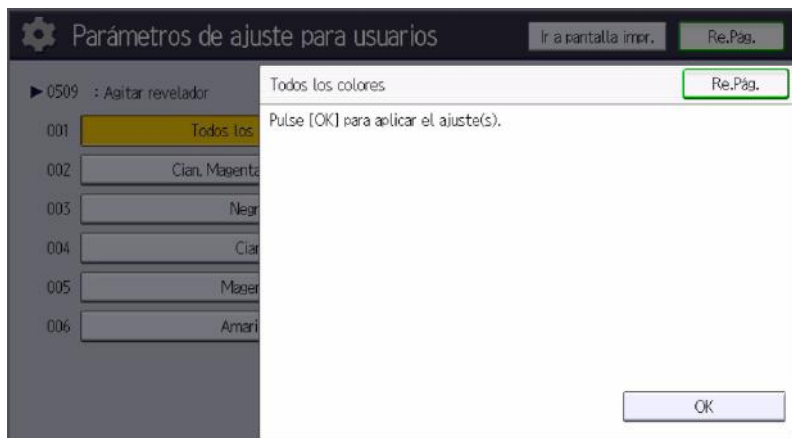 Parámetros de ajuste para usuarios
Ir a pantalla impr.
Re.Pág.
0509 : Agitar revelador
001 Todos los
002 Cian, Magenta
003 Negr
004 Cian
005 Magen
006 Amari
Todos los colores
Re.Pág.
Pulse [OK] para aplicar el ajuste(s).
OK